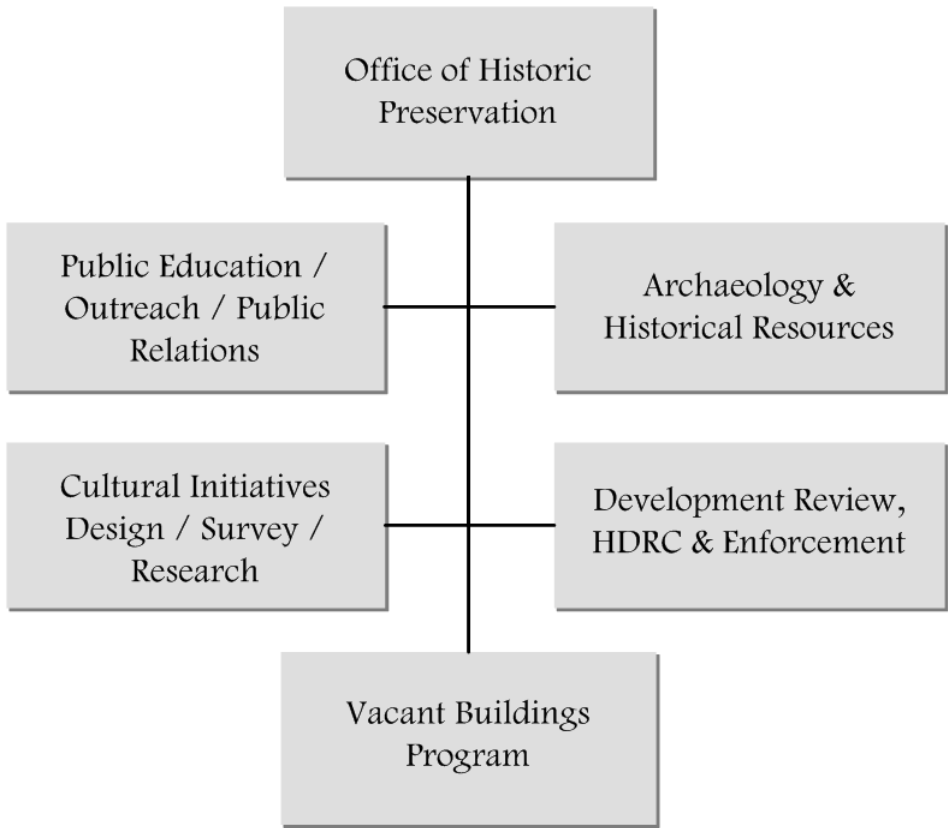 Office of Historic
Preservation
Public Education /
Outreach / Public
Relations
Archaeology &
Historical Resources
Cultural Initiatives
Design / Survey /
Research
Development Review,
HDRC & Enforcement
Vacant Buildings
Program